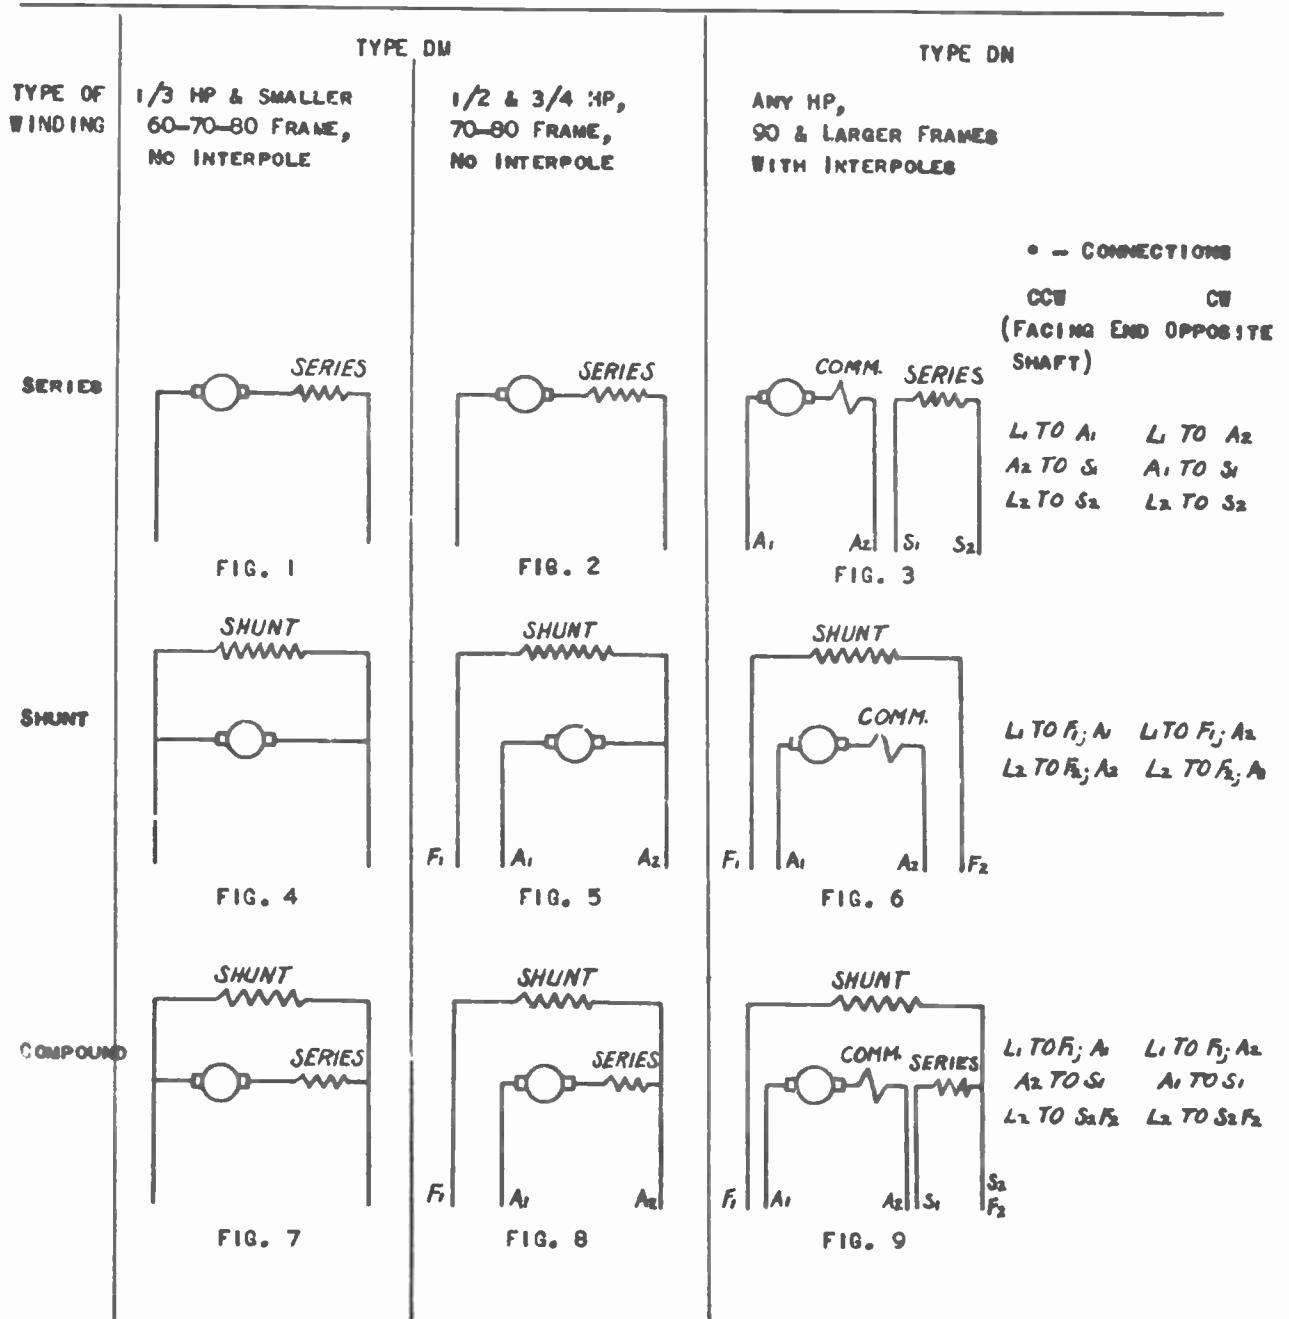 TYPE DM
TYPE DN
TYPE OF WINDING
1/3 HP & SMALLER
60-70-80 FRAME,
NO INTERPOLE
1/2 & 3/4 HP,
70-80 FRAME,
NO INTERPOLE
ANY HP,
90 & LARGER FRAMES
WITH INTERPOLES
* - CONNECTIONS
CCW CW
(FACING END OPPOSITE
SHAFT)
SERIES
SERIES
SERIES
COMM. SERIES
L1 TO A1 L1 TO A2
A2 TO S1 A1 TO S1
L2 TO S2 L2 TO S2
A1 A2 S1 S2
FIG. 1
FIG. 2
FIG. 3
SHUNT
SHUNT
SHUNT
SHUNT
COMM.
L1 TO F1; A1 L1 TO F1; A2
L2 TO F2; A2 L2 TO F2; A1
F1 A1 A2
F1 A1 A2 F2
FIG. 4
FIG. 5
FIG. 6
SHUNT
SHUNT
SHUNT
COMPOUND
SERIES
SERIES
COMM. SERIES
L1 TO F1; A1 L1 TO F1; A2
A2 TO S1 A1 TO S1
L2 TO S2F2 L2 TO S2F2
F1 A1 A2
F1 A1 A2 S1 S2
F2
FIG. 7
FIG. 8
FIG. 9